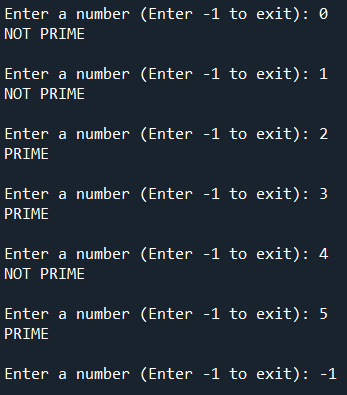 Enter a number (Enter -1 to exit): 0
NOT PRIME
Enter a number (Enter -1 to exit): 1
NOT PRIME
Enter a number (Enter -1 to exit): 2
PRIME
Enter a number (Enter -1 to exit): 3
PRIME
Enter a number (Enter -1 to exit): 4
NOT PRIME
Enter a number (Enter -1 to exit): 5
PRIME
Enter a number (Enter -1 to exit): -1